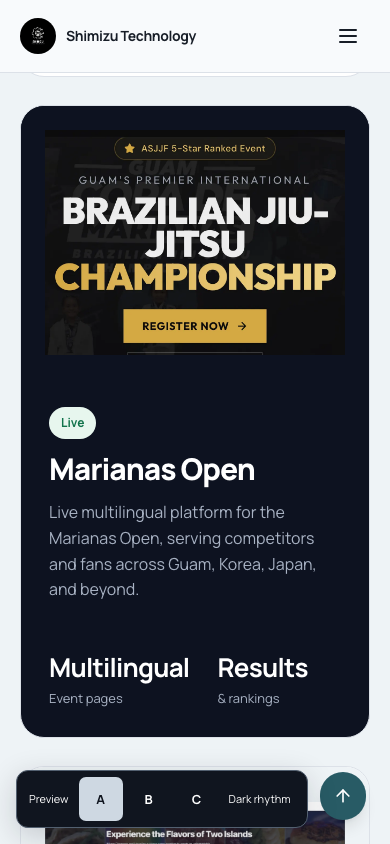 Shimizu Technology
ASJJF 5-Star Ranked Event
GUAM'S PREMIER INTERNATIONAL
BRAZILIAN JIU-
JITSU
CHAMPIONSHIP
REGISTER NOW →
Live
Marianas Open
Live multilingual platform for the
Marianas Open, serving competitors
and fans across Guam, Korea, Japan,
and beyond.
Multilingual Results
Event pages & rankings
Preview A B C Dark rhythm
Experience the Flavors of Two Islands